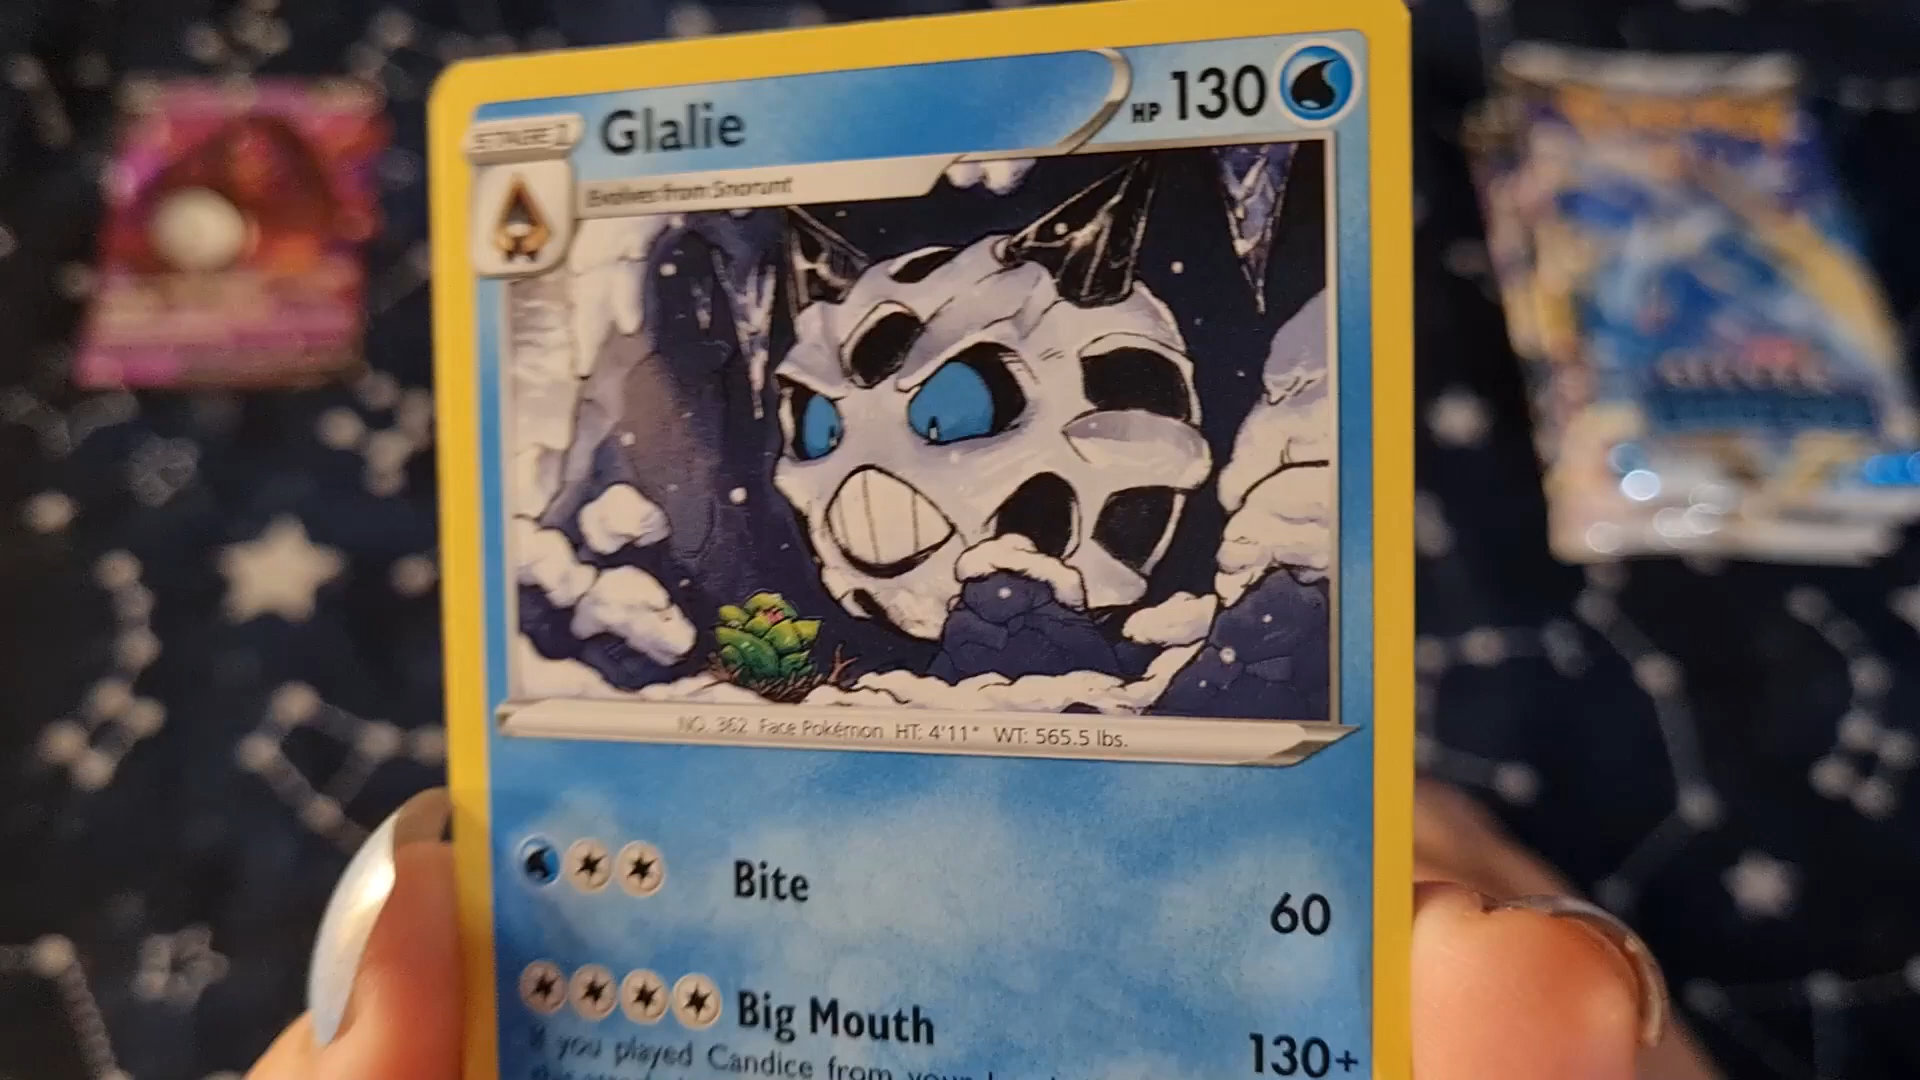 Glalie
HP 130
STAGE 1
Evolves from Snorunt
NO. 362 Face Pokémon HT: 4'11" WT: 565.5 lbs.
Bite
60
Big Mouth
130+
If you played Candice from your